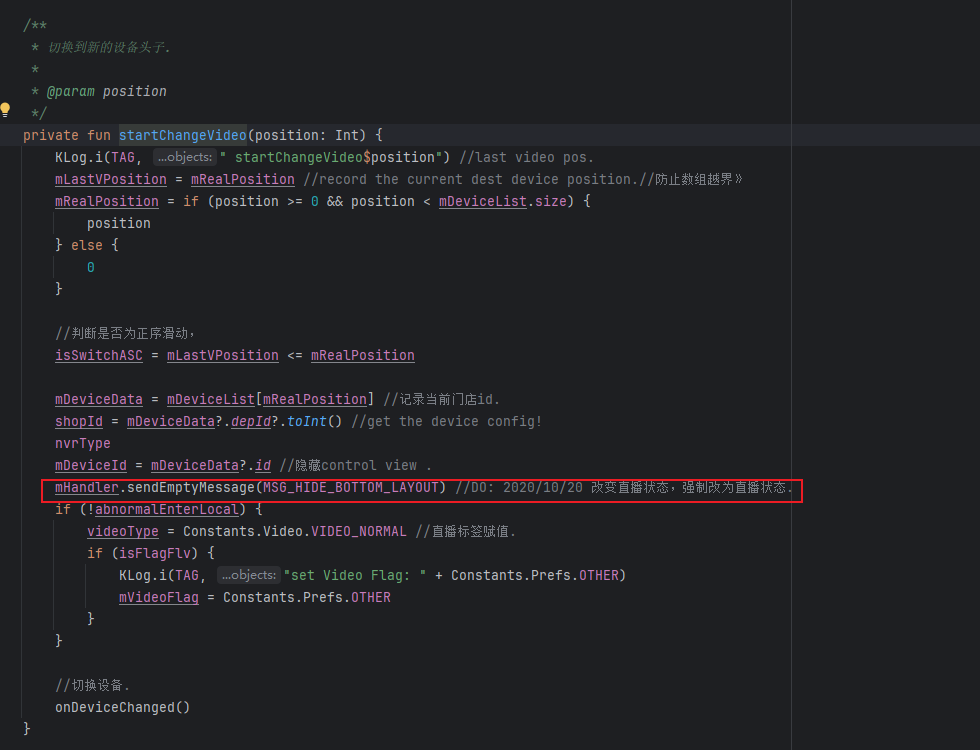 /**
* 切换到新的设备头子.
*
* @param position
*/
private fun startChangeVideo(position: Int) {
KLog.i(TAG, ...objects: " startChangeVideo$position") //last video pos.
mLastVPosition = mRealPosition //record the current dest device position.//防止数组越界》
mRealPosition = if (position >= 0 && position < mDeviceList.size) {
position
} else {
0
}
//判断是否为正序滑动，
isSwitchASC = mLastVPosition <= mRealPosition
mDeviceData = mDeviceList[mRealPosition] //记录当前门店id.
shopId = mDeviceData?.depId?.toInt() //get the device config!
nvrType
mDeviceId = mDeviceData?.id //隐藏control view .
mHandler.sendEmptyMessage(MSG_HIDE_BOTTOM_LAYOUT) //DO: 2020/10/20 改变直播状态，强制改为直播状态.
if (!abnormalEnterLocal) {
videoType = Constants.Video.VIDEO_NORMAL //直播标签赋值.
if (isFlagFlv) {
KLog.i(TAG, ...objects: "set Video Flag: " + Constants.Prefs.OTHER)
mVideoFlag = Constants.Prefs.OTHER
}
}
//切换设备.
onDeviceChanged()
}